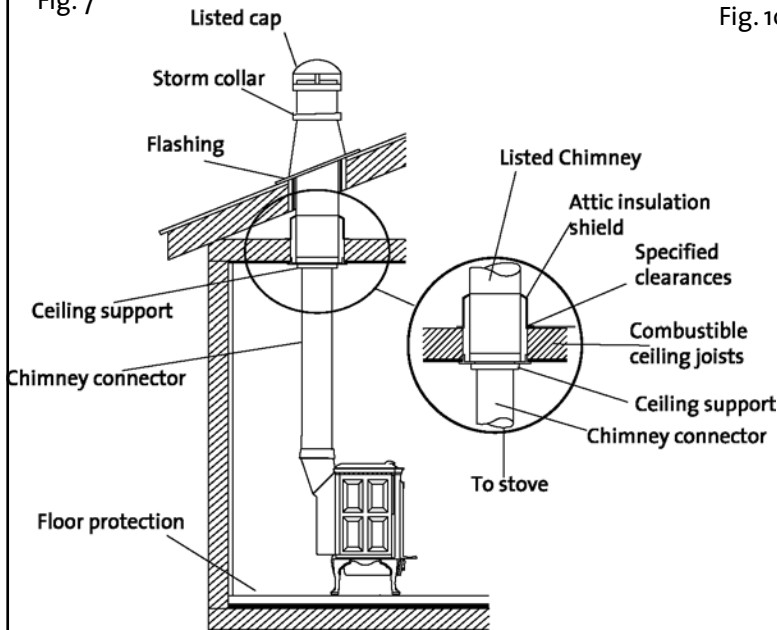 Fig. 7
Fig. 10
Listed cap
Storm collar
Flashing
Ceiling support
Chimney connector
Floor protection
Listed Chimney
Attic insulation
shield
Specified
clearances
Combustible
ceiling joists
Ceiling support
Chimney connector
To stove